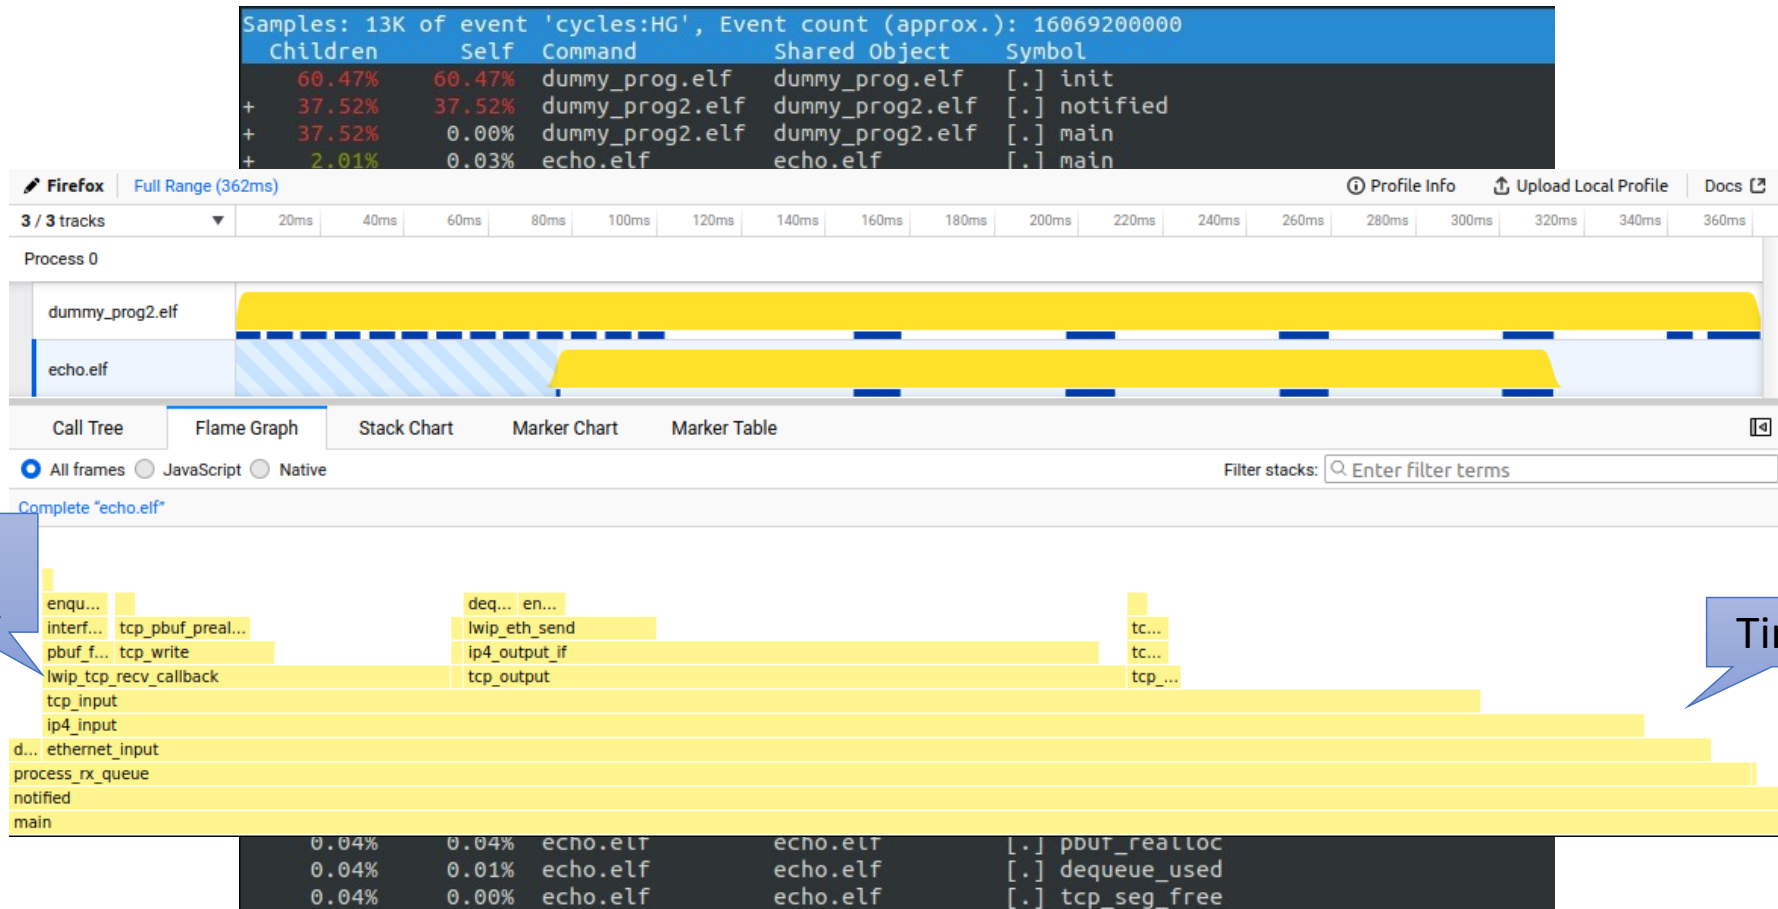 Samples: 13K of event 'cycles:HG', Event count (approx.): 16069200000
Children Self Command Shared Object Symbol
60.47% 60.47% dummy_prog.elf dummy_prog.elf [.] init
+ 37.52% 37.52% dummy_prog2.elf dummy_prog2.elf [.] notified
+ 37.52% 0.00% dummy_prog2.elf dummy_prog2.elf [.] main
+ 2.01% 0.03% echo.elf echo.elf [.] main
Firefox Full Range (362ms) Profile Info Upload Local Profile Docs
3 / 3 tracks 20ms 40ms 60ms 80ms 100ms 120ms 140ms 160ms 180ms 200ms 220ms 240ms 260ms 280ms 300ms 320ms 340ms 360ms
Process 0
dummy_prog2.elf
echo.elf
Call Tree Flame Graph Stack Chart Marker Chart Marker Table
All frames JavaScript Native Filter stacks: Enter filter terms
Complete "echo.elf"
enqu... deq... en...
interf... tcp_pbuf_preal... lwip_eth_send tc...
pbuf_f... tcp_write ip4_output_if tc...
lwip_tcp_recv_callback tcp_output tcp_...
tcp_input
ip4_input
d... ethernet_input
process_rx_queue
notified
main
0.04% 0.04% echo.elf echo.elf [.] pbuf_realloc
0.04% 0.01% echo.elf echo.elf [.] dequeue_used
0.04% 0.00% echo.elf echo.elf [.] tcp_seg_free